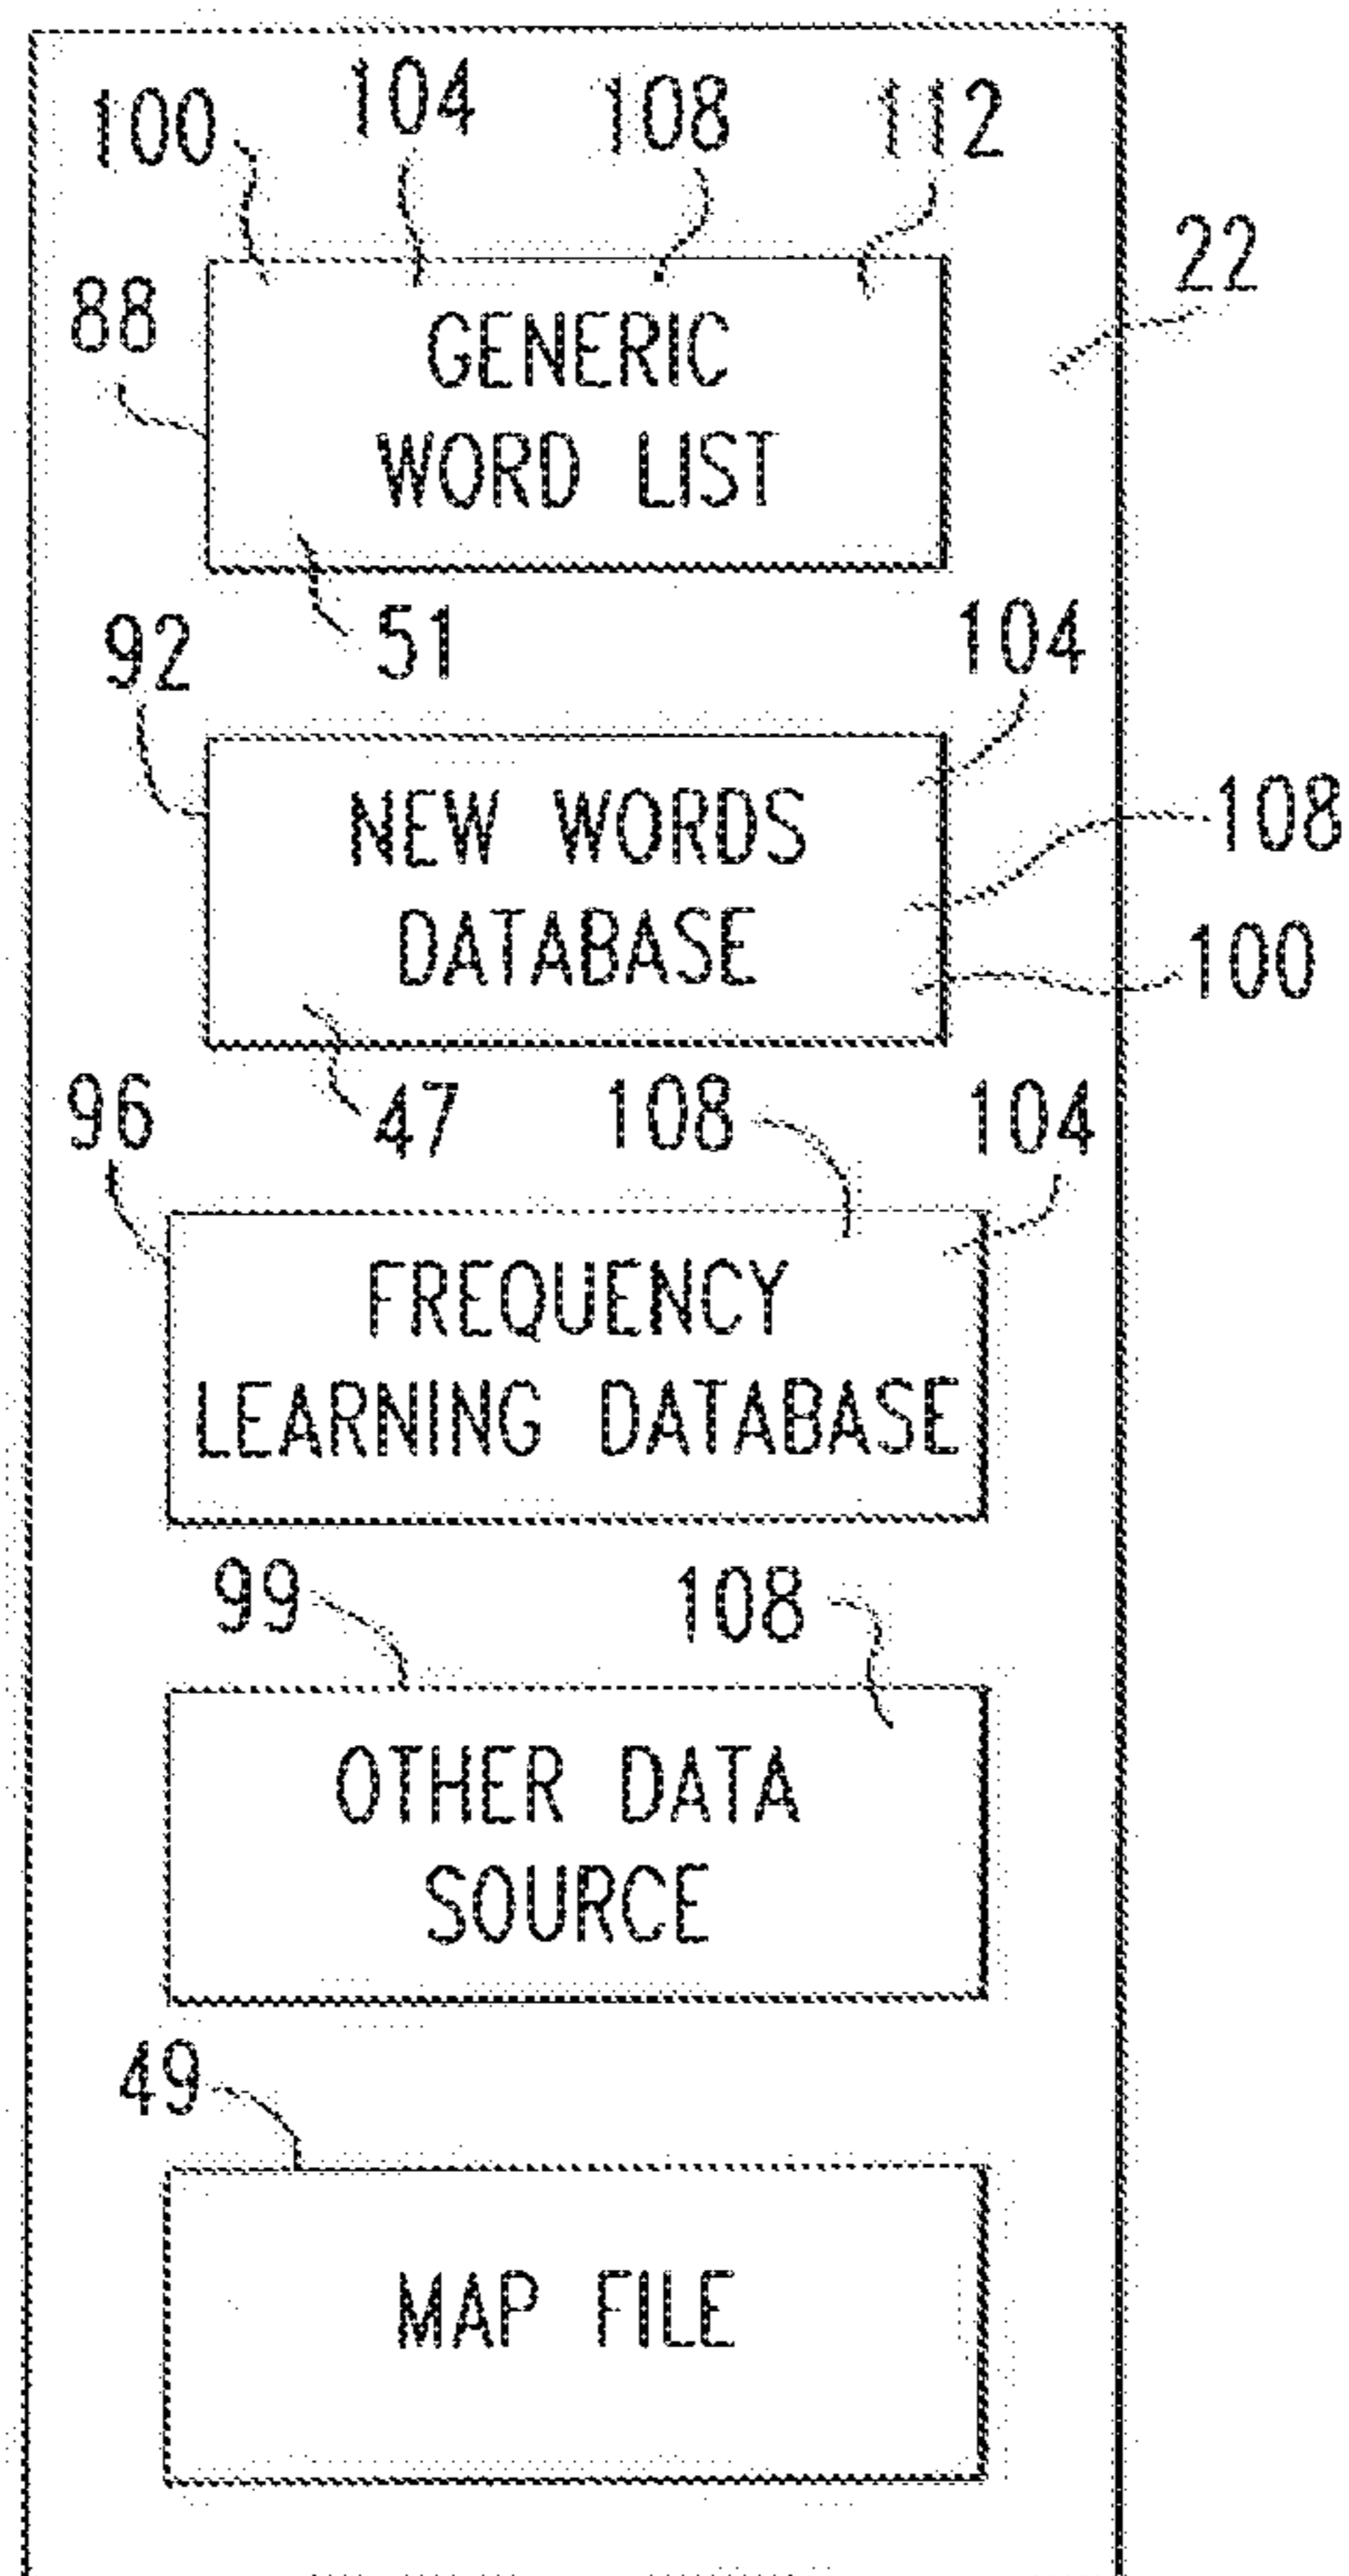 100 104 108 112
22
88
GENERIC
WORD LIST
51
92 104
NEW WORDS
108
DATABASE
100
47
96 108 104
FREQUENCY
LEARNING DATABASE
99 108
OTHER DATA
SOURCE
49
MAP FILE